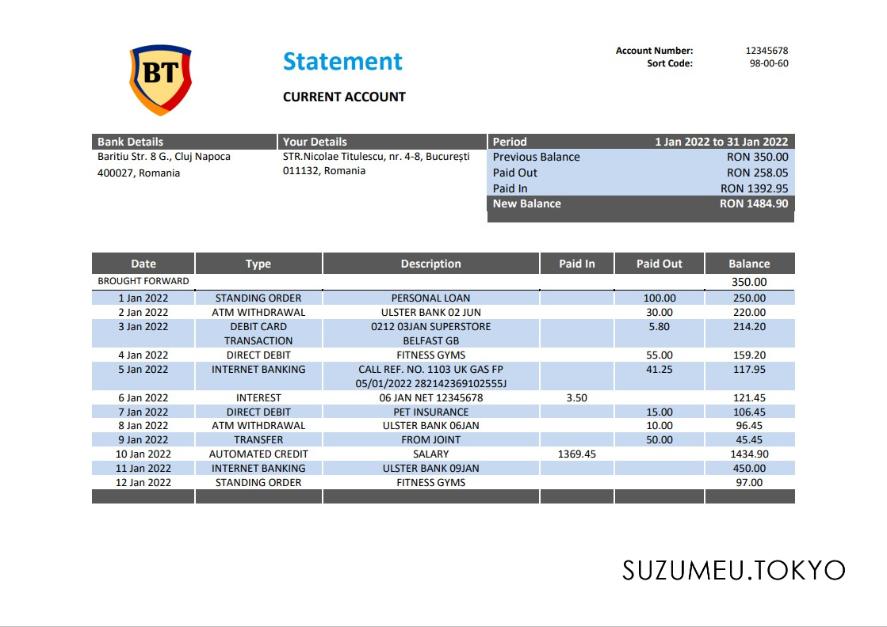 BT
Statement
CURRENT ACCOUNT
Account Number: 12345678
Sort Code: 98-00-60
Bank Details Your Details Period 1 Jan 2022 to 31 Jan 2022
Baritiu Str. 8 G., Cluj Napoca STR.Nicolae Titulescu, nr. 4-8, București Previous Balance RON 350.00
400027, Romania 011132, Romania Paid Out RON 258.05
Paid In RON 1392.95
New Balance RON 1484.90
Date Type Description Paid In Paid Out Balance
BROUGHT FORWARD 350.00
1 Jan 2022 STANDING ORDER PERSONAL LOAN 100.00 250.00
2 Jan 2022 ATM WITHDRAWAL ULSTER BANK 02 JUN 30.00 220.00
3 Jan 2022 DEBIT CARD 0212 03JAN SUPERSTORE 5.80 214.20
TRANSACTION BELFAST GB
4 Jan 2022 DIRECT DEBIT FITNESS GYMS 55.00 159.20
5 Jan 2022 INTERNET BANKING CALL REF. NO. 1103 UK GAS FP 41.25 117.95
05/01/2022 282142369102555J
6 Jan 2022 INTEREST 06 JAN NET 12345678 3.50 121.45
7 Jan 2022 DIRECT DEBIT PET INSURANCE 15.00 106.45
8 Jan 2022 ATM WITHDRAWAL ULSTER BANK 06JAN 10.00 96.45
9 Jan 2022 TRANSFER FROM JOINT 50.00 45.45
10 Jan 2022 AUTOMATED CREDIT SALARY 1369.45 1434.90
11 Jan 2022 INTERNET BANKING ULSTER BANK 09JAN 450.00
12 Jan 2022 STANDING ORDER FITNESS GYMS 97.00
SUZUMEU.TOKYO